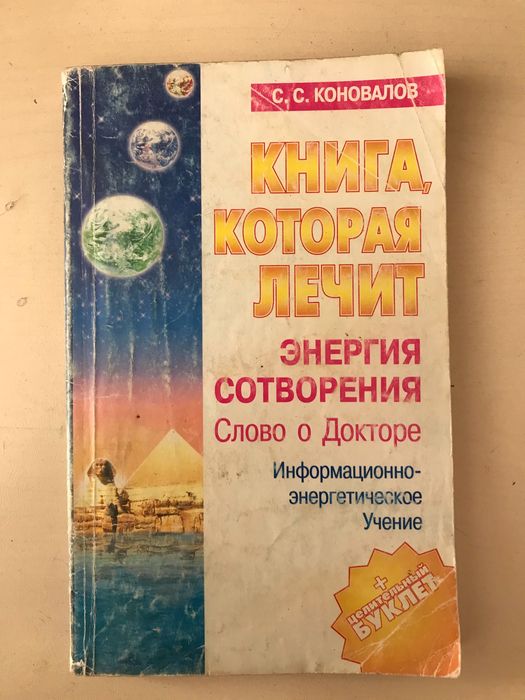 С. С. КОНОВАЛОВ
КНИГА,
КОТОРАЯ
ЛЕЧИТ
ЭНЕРГИЯ
СОТВОРЕНИЯ
Слово о Докторе
Информационно-
энергетическое
Учение
+
ЦЕЛИТЕЛЬНЫЙ
БУКЛЕТ